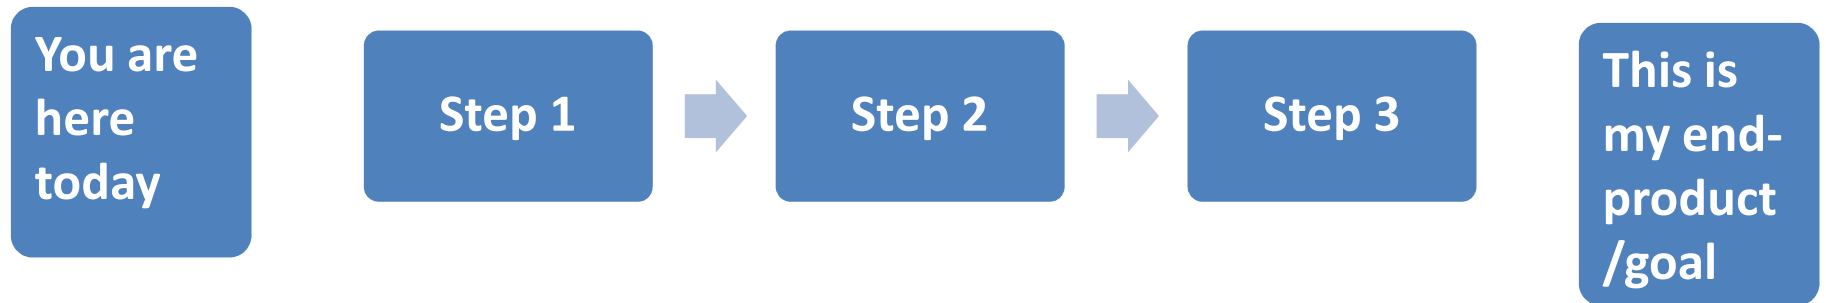 You are
here
today
Step 1
Step 2
Step 3
This is
my end-
product
/goal